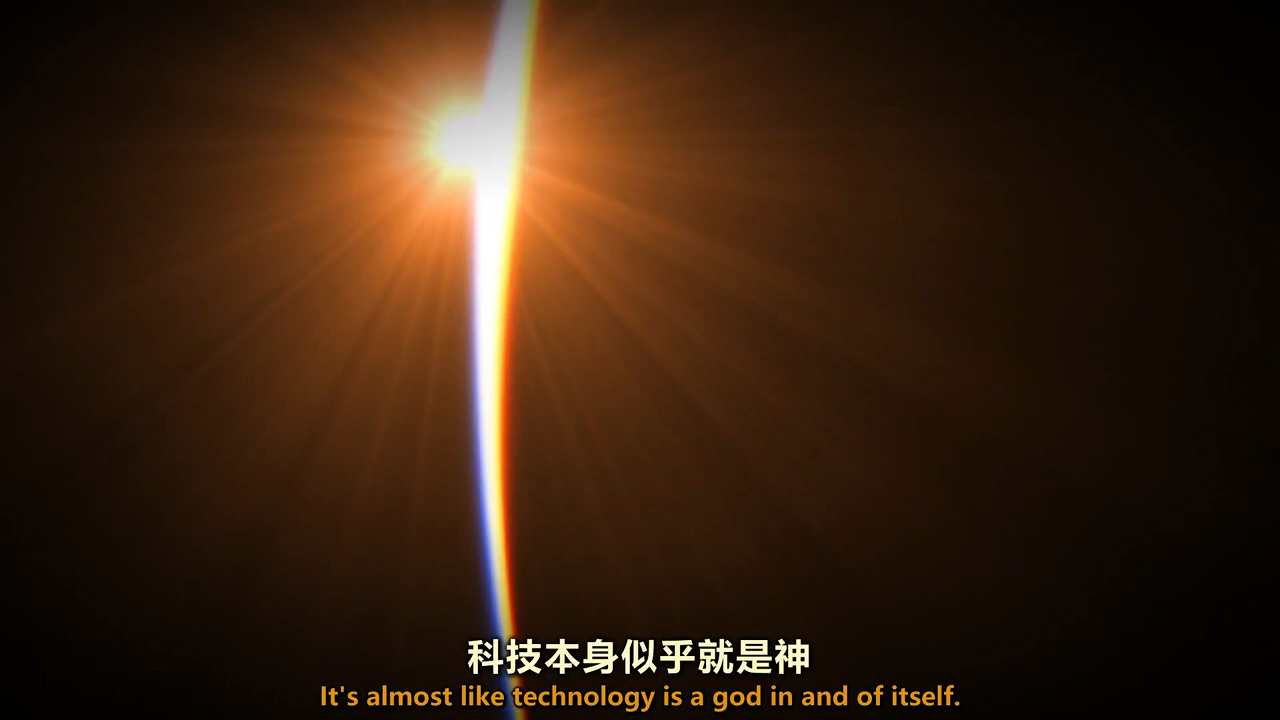 科技本身似乎就是神
It's almost like technology is a god in and of itself.